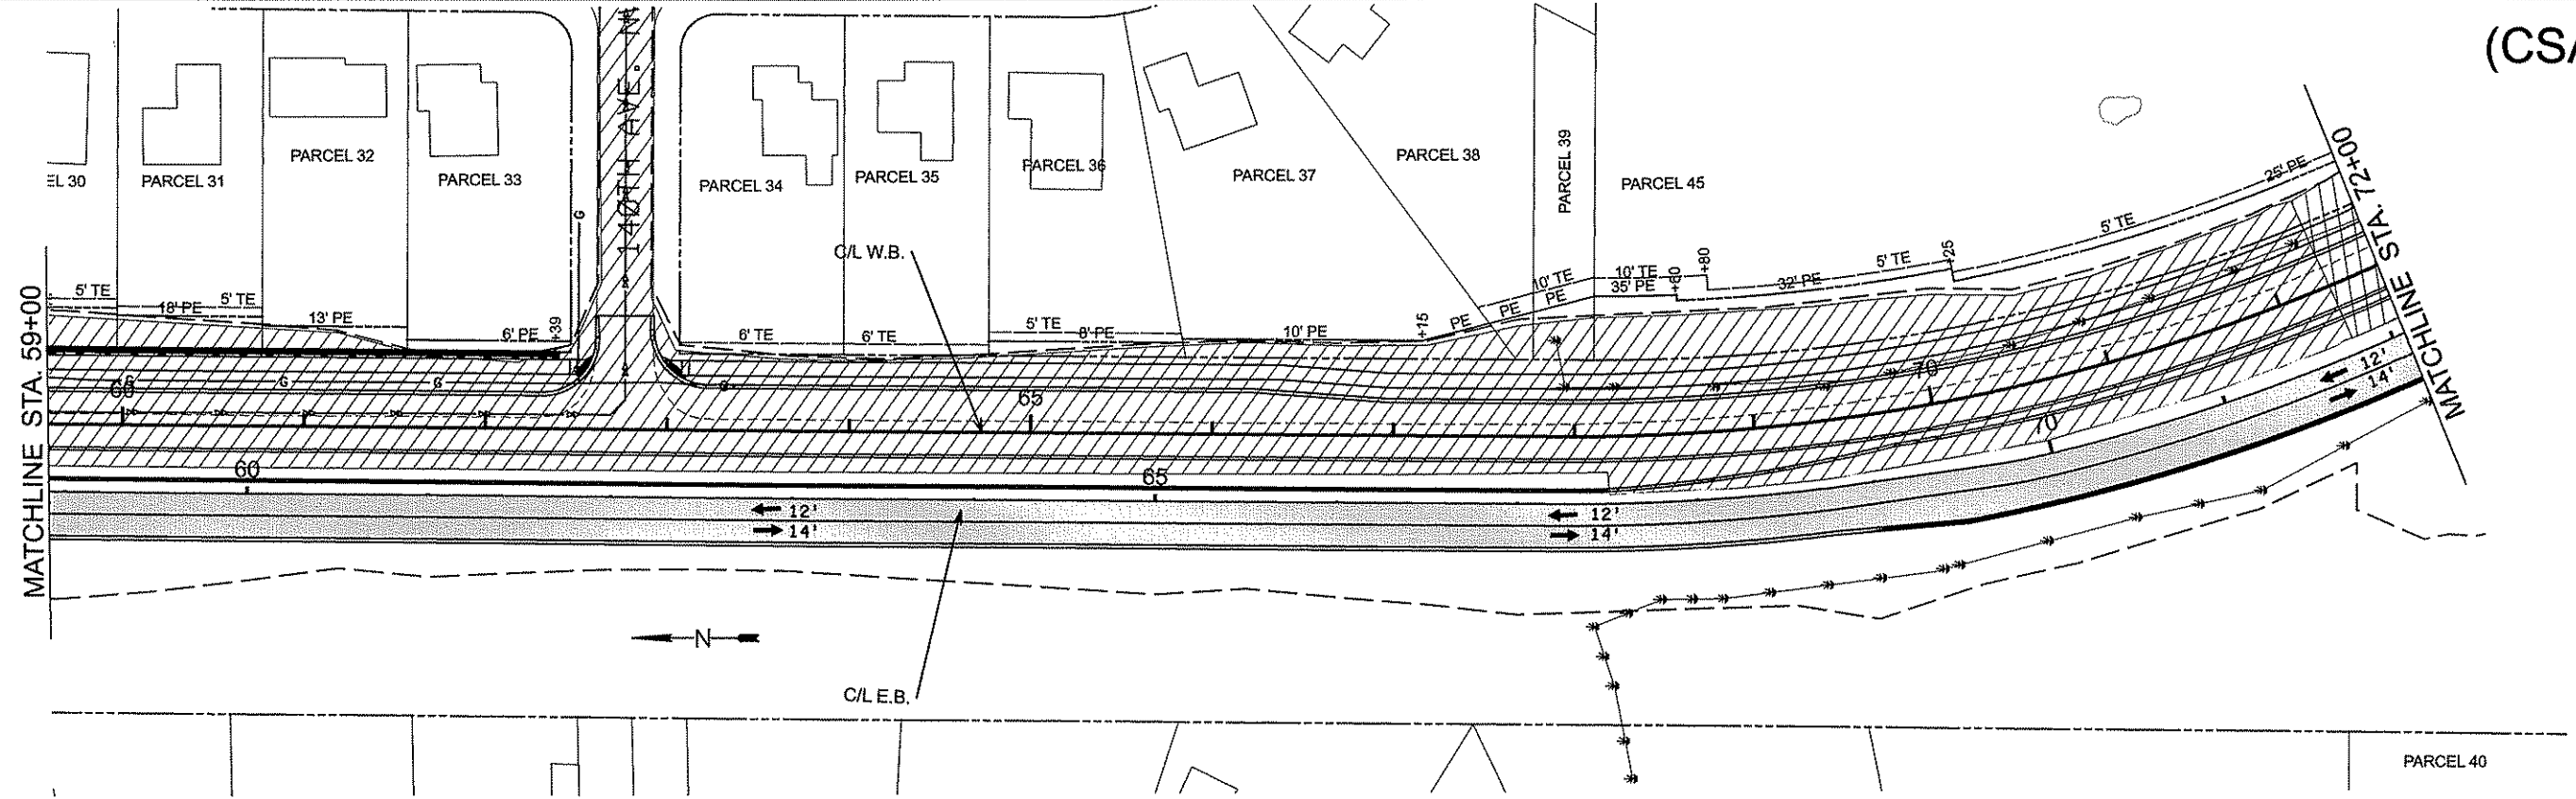 (CSA
140TH AVE. N
EL 30
PARCEL 31
PARCEL 32
PARCEL 33
PARCEL 34
PARCEL 35
PARCEL 36
PARCEL 37
PARCEL 38
PARCEL 39
PARCEL 45
MATCHLINE STA. 59+00
MATCHLINE STA. 72+00
5' TE
18' PE
5' TE
13' PE
6' PE
+39
G
6' TE
6' TE
5' TE
8' PE
10' PE
+15
PE
PE
PE
10' TE
10' TE
35' PE
+60
+80
32' PE
5' TE
+25
5' TE
25' PE
C/L W.B.
G
G
G
65
70
60
65
70
12'
14'
12'
14'
12'
14'
N
C/L E.B.
PARCEL 40